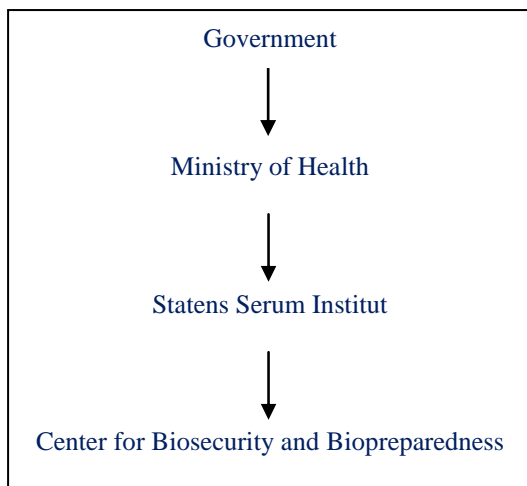 Government
Ministry of Health
Statens Serum Institut
Center for Biosecurity and Biopreparedness